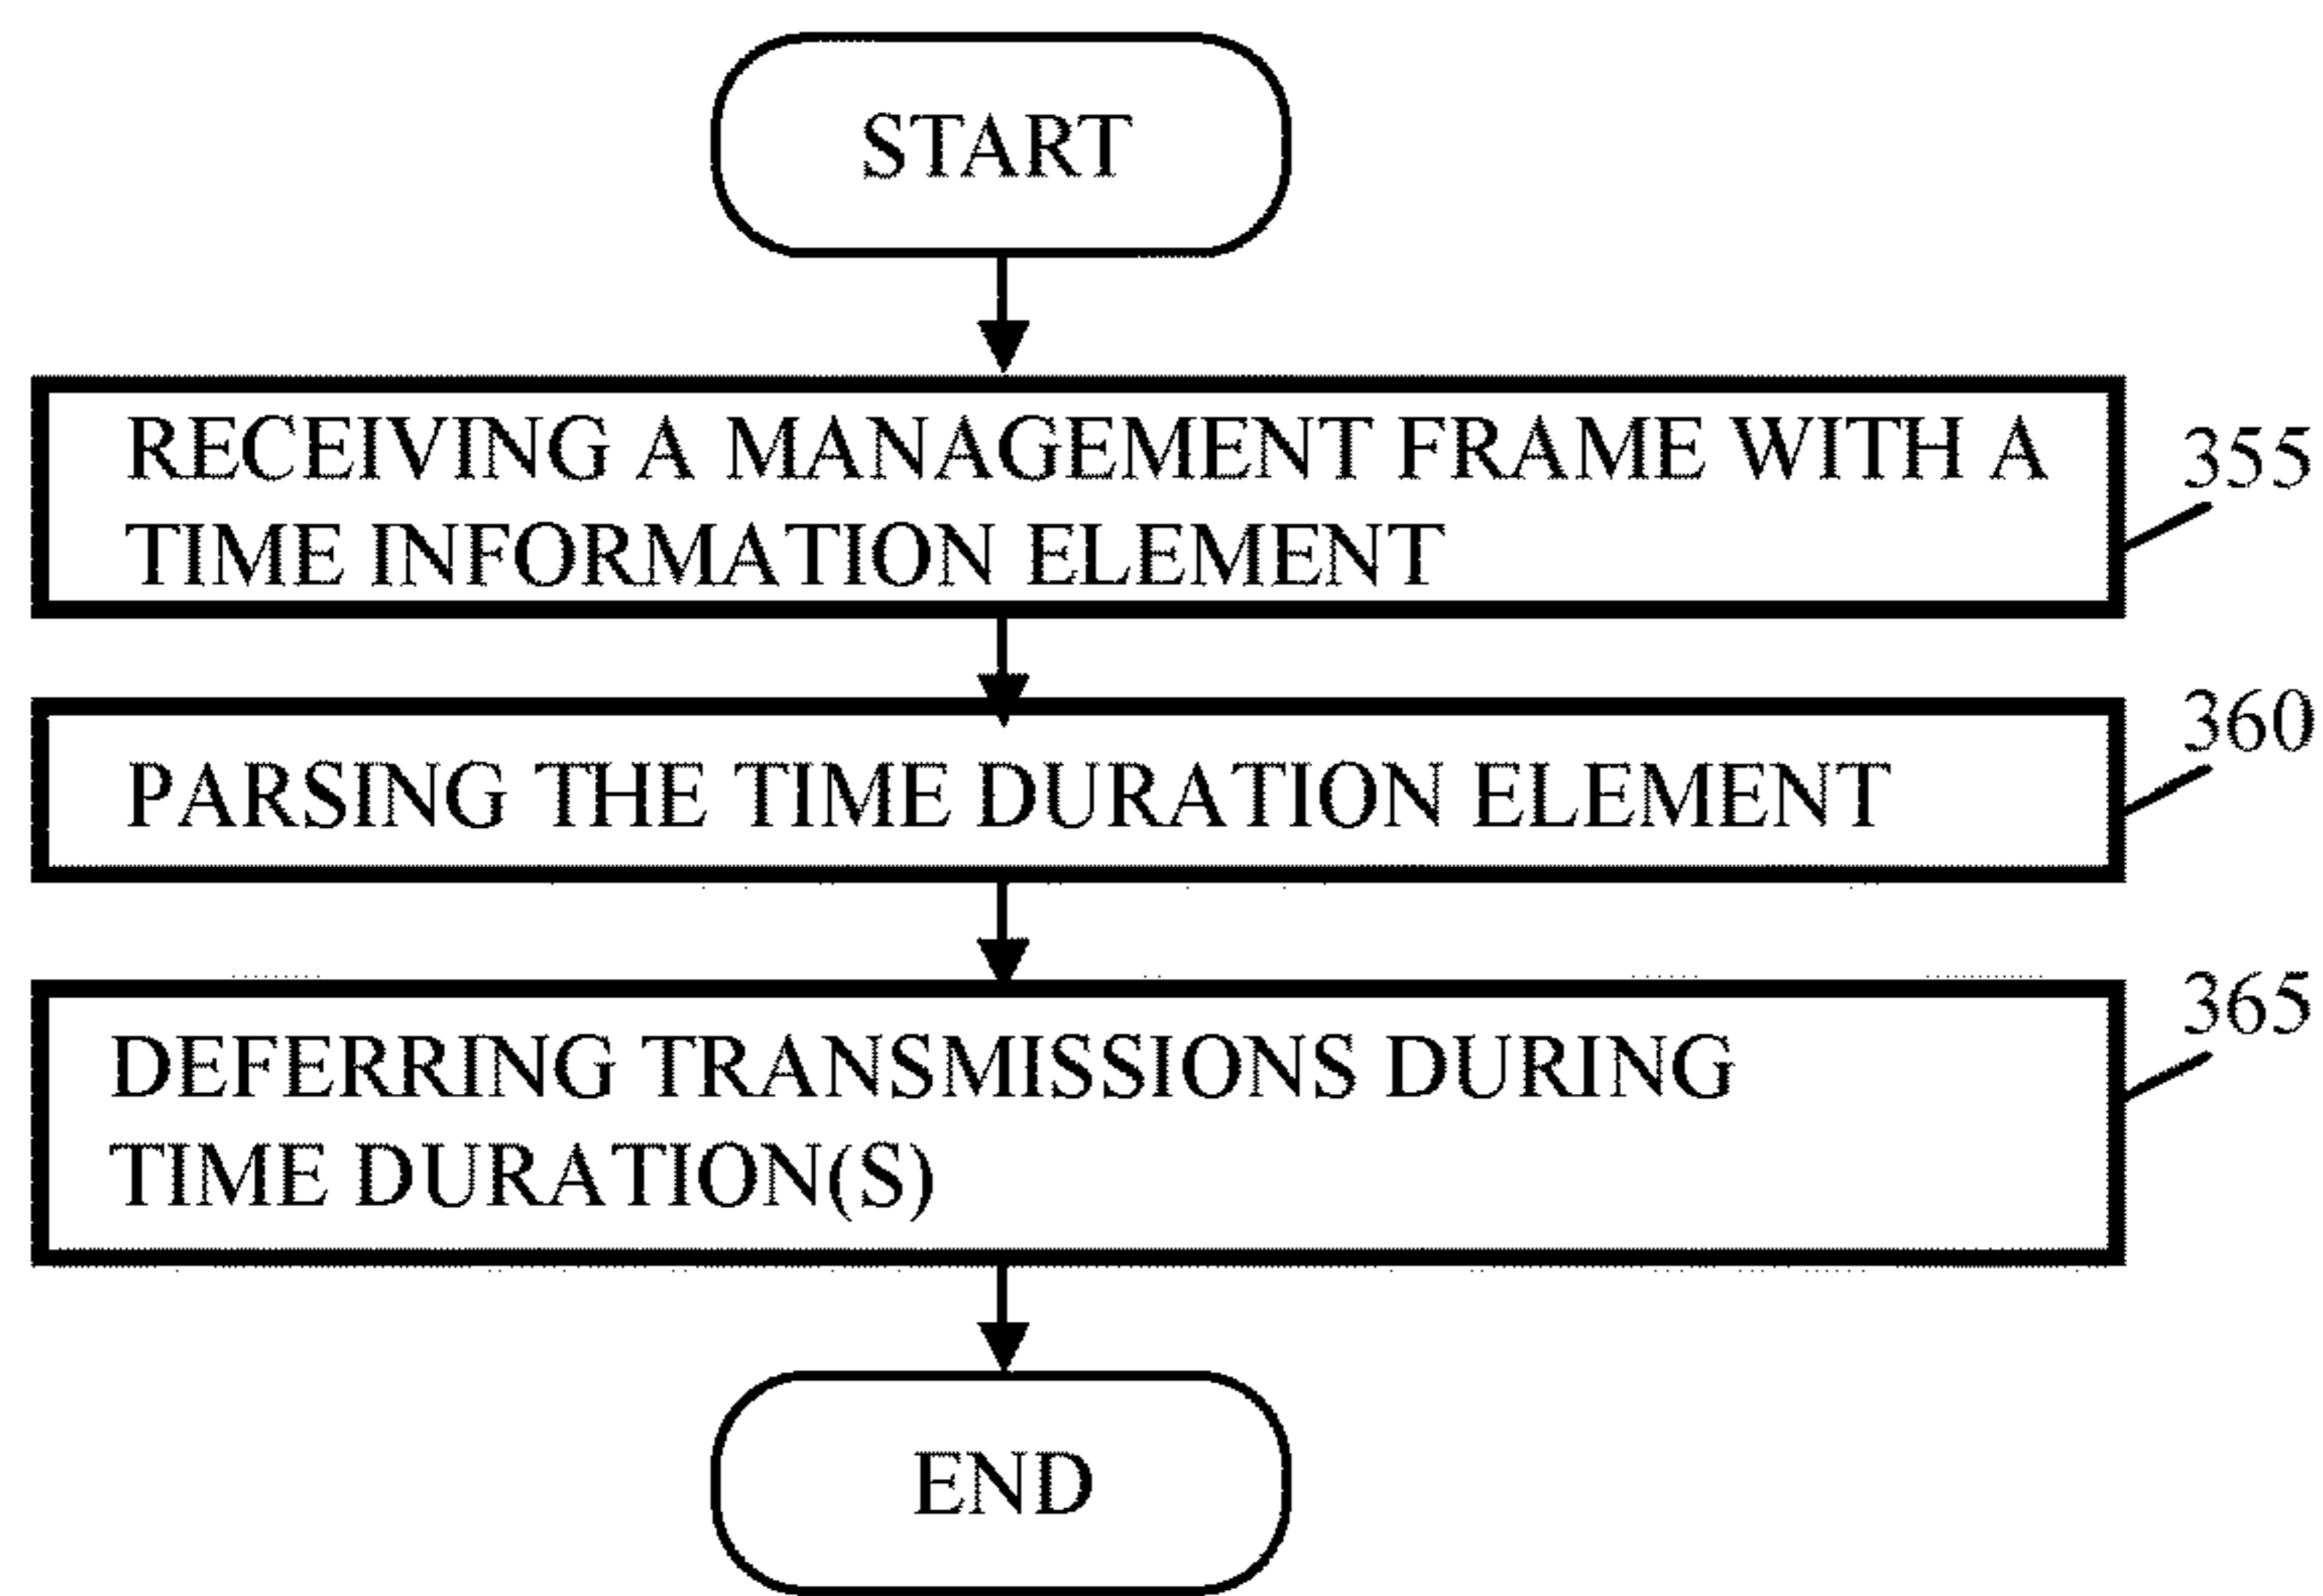 START
RECEIVING A MANAGEMENT FRAME WITH A
TIME INFORMATION ELEMENT
355
PARSING THE TIME DURATION ELEMENT
360
DEFERRING TRANSMISSIONS DURING
TIME DURATION(S)
365
END